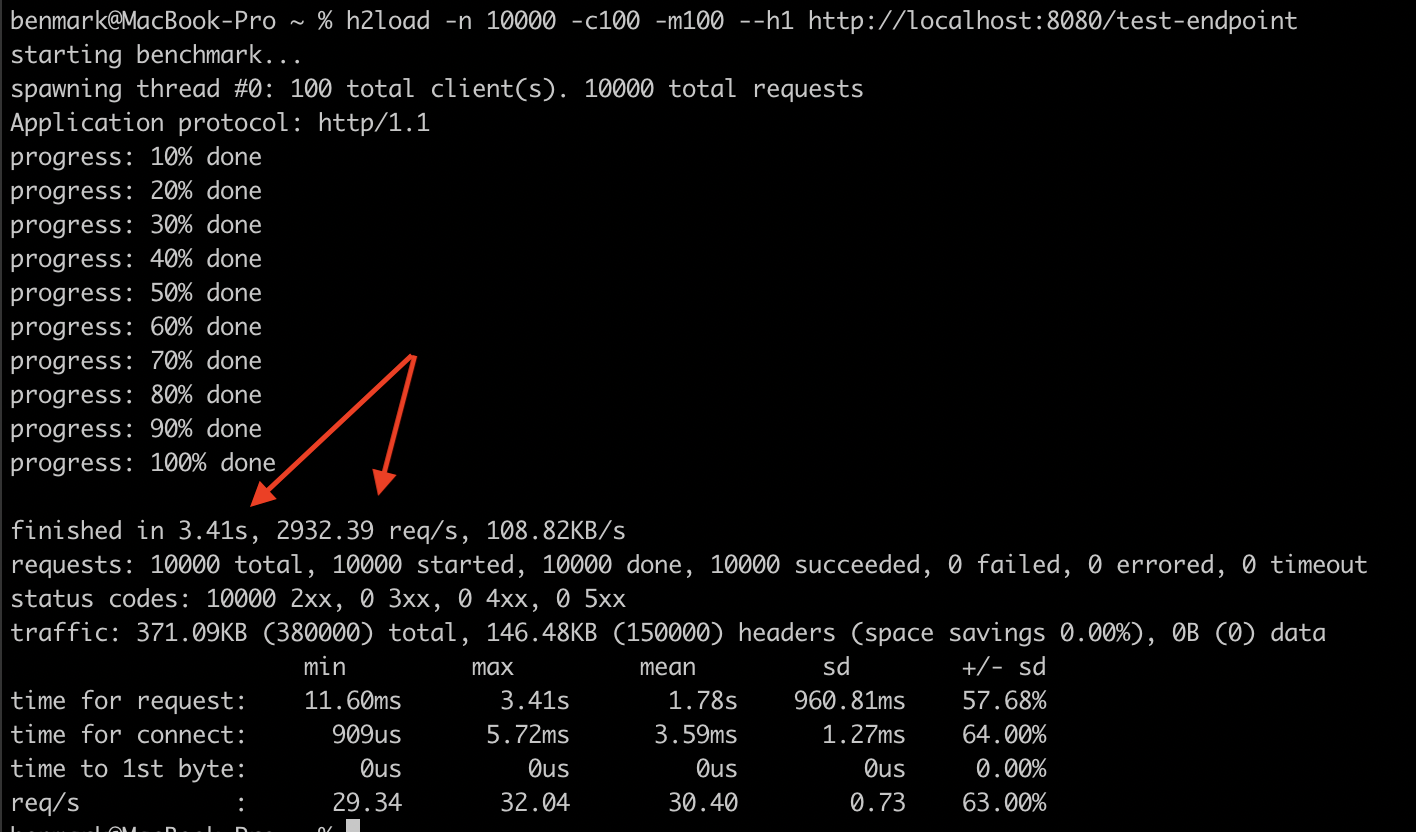 benmark@MacBook-Pro ~ % h2load -n 10000 -c100 -m100 --h1 http://localhost:8080/test-endpoint
starting benchmark...
spawning thread #0: 100 total client(s). 10000 total requests
Application protocol: http/1.1
progress: 10% done
progress: 20% done
progress: 30% done
progress: 40% done
progress: 50% done
progress: 60% done
progress: 70% done
progress: 80% done
progress: 90% done
progress: 100% done
finished in 3.41s, 2932.39 req/s, 108.82KB/s
requests: 10000 total, 10000 started, 10000 done, 10000 succeeded, 0 failed, 0 errored, 0 timeout
status codes: 10000 2xx, 0 3xx, 0 4xx, 0 5xx
traffic: 371.09KB (380000) total, 146.48KB (150000) headers (space savings 0.00%), 0B (0) data
min max mean sd +/- sd
time for request: 11.60ms 3.41s 1.78s 960.81ms 57.68%
time for connect: 909us 5.72ms 3.59ms 1.27ms 64.00%
time to 1st byte: 0us 0us 0us 0us 0.00%
req/s : 29.34 32.04 30.40 0.73 63.00%
benmark@MacBook-Pro ~ %